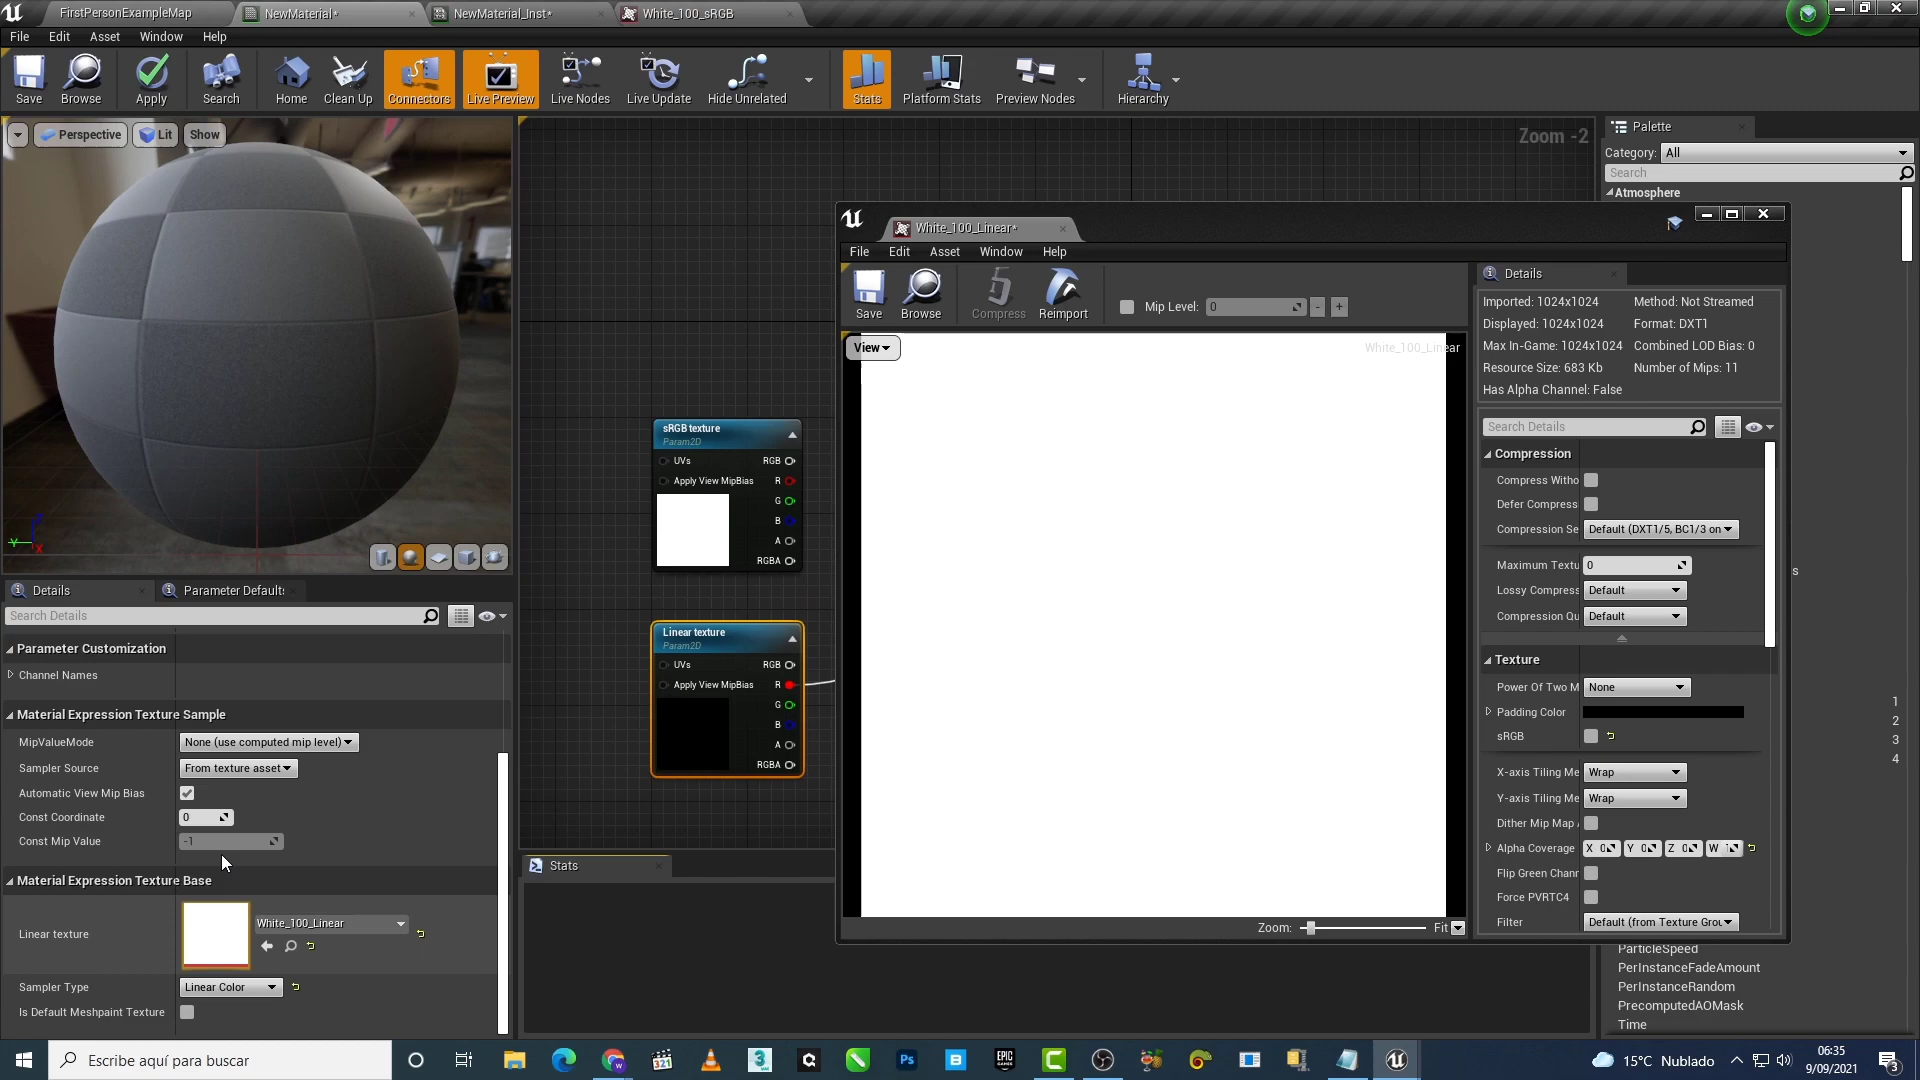 FirstPersonExampleMap
NewMaterial*
NewMaterial_Inst*
White_100_sRGB
File Edit Asset Window Help
Save Browse Apply Search Home Clean Up Connectors Live Preview Live Nodes Live Update Hide Unrelated Stats Platform Stats Preview Nodes Hierarchy
Perspective Lit Show
Zoom -2
Palette
Category: All
Search
Atmosphere
sRGB texture
Param2D
UVs RGB
Apply View MipBias R
G
B
A
RGBA
Linear texture
Param2D
UVs RGB
Apply View MipBias R
G
B
A
RGBA
White_100_Linear*
File Edit Asset Window Help
Save Browse Compress Reimport
Mip Level: 0 - +
View
White_100_Linear
Zoom: Fit
Details
Imported: 1024x1024 Method: Not Streamed
Displayed: 1024x1024 Format: DXT1
Max In-Game: 1024x1024 Combined LOD Bias: 0
Resource Size: 683 Kb Number of Mips: 11
Has Alpha Channel: False
Search Details
Compression
Compress Witho
Defer Compress
Compression Se Default (DXT1/5, BC1/3 on
Maximum Textu 0
Lossy Compress Default
Compression Qu Default
Texture
Power Of Two M None
Padding Color
sRGB
X-axis Tiling Me Wrap
Y-axis Tiling Me Wrap
Dither Mip Map
Alpha Coverage X 0 Y 0 Z 0 W 1
Flip Green Chann
Force PVRTC4
Filter Default (from Texture Grou
s
1
2
3
4
ParticleSpeed
PerInstanceFadeAmount
PerInstanceRandom
PrecomputedAOMask
Time
Details
Parameter Defaults
Search Details
Parameter Customization
Channel Names
Material Expression Texture Sample
MipValueMode None (use computed mip level)
Sampler Source From texture asset
Automatic View Mip Bias
Const Coordinate 0
Const Mip Value -1
Material Expression Texture Base
Linear texture White_100_Linear
Sampler Type Linear Color
Is Default Meshpaint Texture
Stats
Escribe aquí para buscar
15°C Nublado
06:35
9/09/2021
3